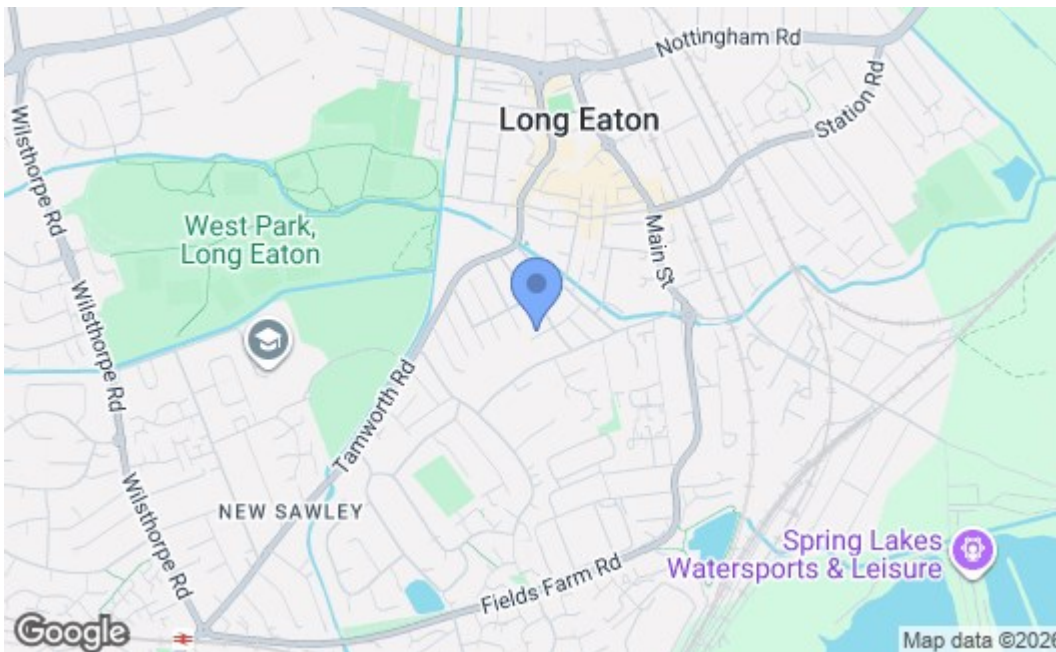 Nottingham Rd
Long Eaton
Station Rd
Wilsthorpe Rd
West Park,
Long Eaton
Main St
Wilsthorpe Rd
Tamworth Rd
Wilsthorpe Rd
NEW SAWLEY
Spring Lakes
Watersports & Leisure
Fields Farm Rd
Google
Map data ©2026